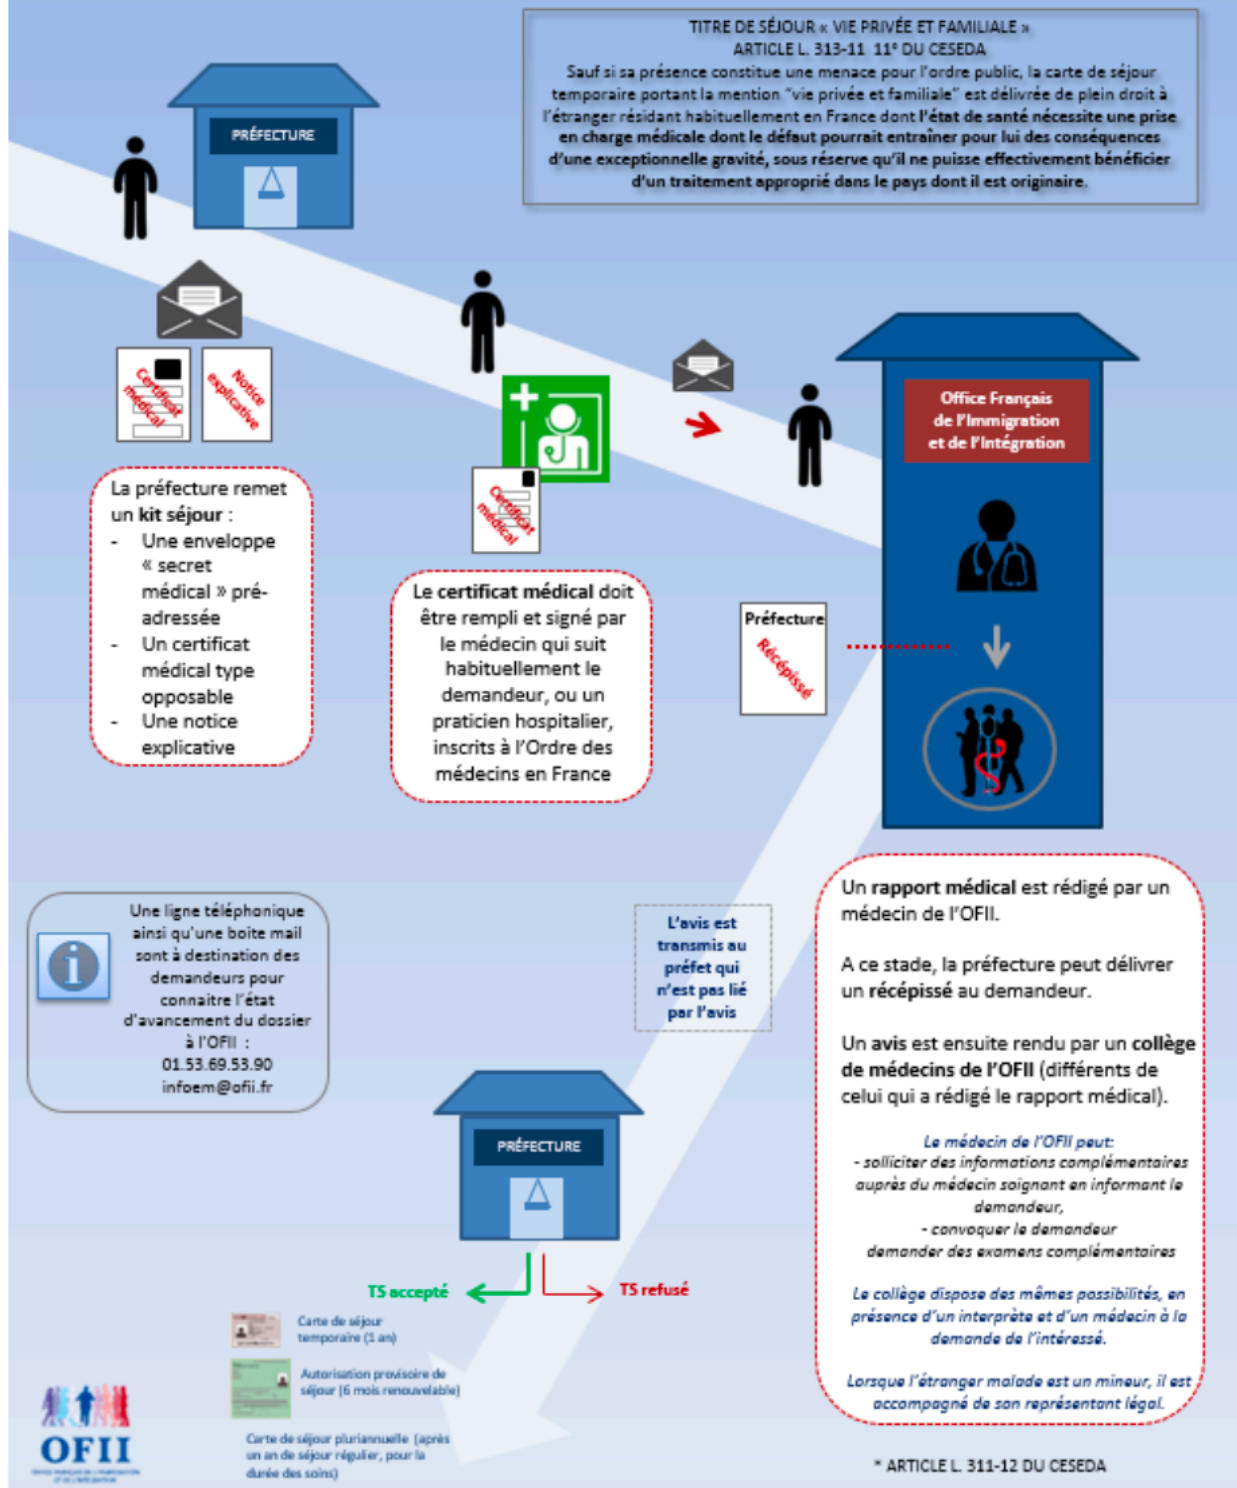 TITRE DE SÉJOUR « VIE PRIVÉE ET FAMILIALE »
ARTICLE L. 313-11 11° DU CESEDA
Sauf si sa présence constitue une menace pour l'ordre public, la carte de séjour
temporaire portant la mention "vie privée et familiale" est délivrée de plein droit à
l'étranger résidant habituellement en France dont l'état de santé nécessite une prise
en charge médicale dont le défaut pourrait entraîner pour lui des conséquences
d'une exceptionnelle gravité, sous réserve qu'il ne puisse effectivement bénéficier
d'un traitement approprié dans le pays dont il est originaire.
PRÉFECTURE
Certificat
médical
Notice
explicative
La préfecture remet
un kit séjour :
- Une enveloppe
« secret
médical » pré-
adressée
- Un certificat
médical type
opposable
- Une notice
explicative
Certificat
médical
Le certificat médical doit
être rempli et signé par
le médecin qui suit
habituellement le
demandeur, ou un
praticien hospitalier,
inscrits à l'Ordre des
médecins en France
Office Français
de l'Immigration
et de l'Intégration
Préfecture
Récépissé
Un rapport médical est rédigé par un
médecin de l'OFII.
A ce stade, la préfecture peut délivrer
un récépissé au demandeur.
Un avis est ensuite rendu par un collège
de médecins de l'OFII (différents de
celui qui a rédigé le rapport médical).
Le médecin de l'OFII peut:
- solliciter des informations complémentaires
auprès du médecin soignant en informant le
demandeur,
- convoquer le demandeur
demander des examens complémentaires
Le collège dispose des mêmes possibilités, en
présence d'un interprète et d'un médecin à la
demande de l'intéressé.
Lorsque l'étranger malade est un mineur, il est
accompagné de son représentant légal.
* ARTICLE L. 311-12 DU CESEDA
L'avis est
transmis au
préfet qui
n'est pas lié
par l'avis
Une ligne téléphonique
ainsi qu'une boite mail
sont à destination des
demandeurs pour
connaitre l'état
d'avancement du dossier
à l'OFII :
01.53.69.53.90
infoem@ofii.fr
PRÉFECTURE
TS accepté
TS refusé
Carte de séjour
temporaire (1 an)
Autorisation provisoire de
séjour (6 mois renouvelable)
Carte de séjour pluriannuelle (après
un an de séjour régulier, pour la
durée des soins)
OFII
OFFICE FRANÇAIS DE L'IMMIGRATION
ET DE L'INTÉGRATION